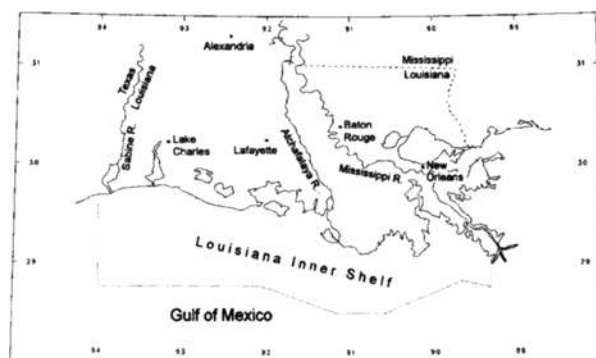 94 93 92 91 90 89
Alexandria
31 31
Mississippi
Louisiana
Texas
Louisiana
Baton
Rouge
Lake
Charles
Lafayette
Sabine R.
Atchafalaya R.
30 30
New
Orleans
Mississippi R.
29 29
Louisiana Inner Shelf
Gulf of Mexico
94 93 92 91 90 89